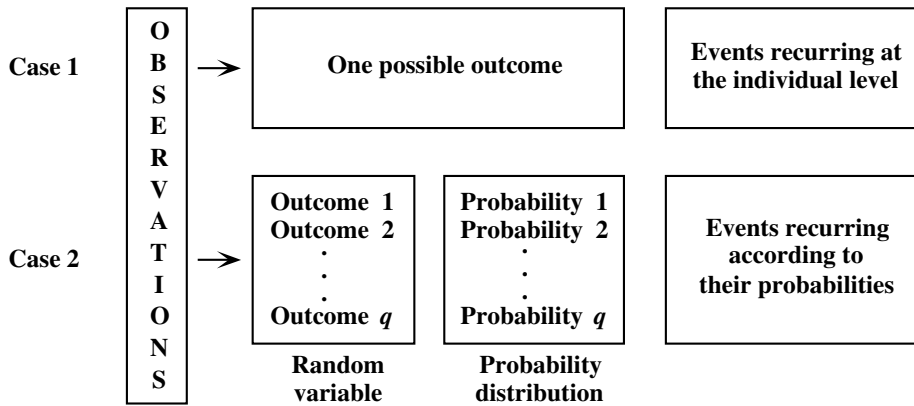 Case 1
O
B
S
E
R
V
A
T
I
O
N
S
One possible outcome
Events recurring at
the individual level
Case 2
Outcome 1
Outcome 2
.
.
.
Outcome q
Random
variable
Probability 1
Probability 2
.
.
.
Probability q
Probability
distribution
Events recurring
according to
their probabilities